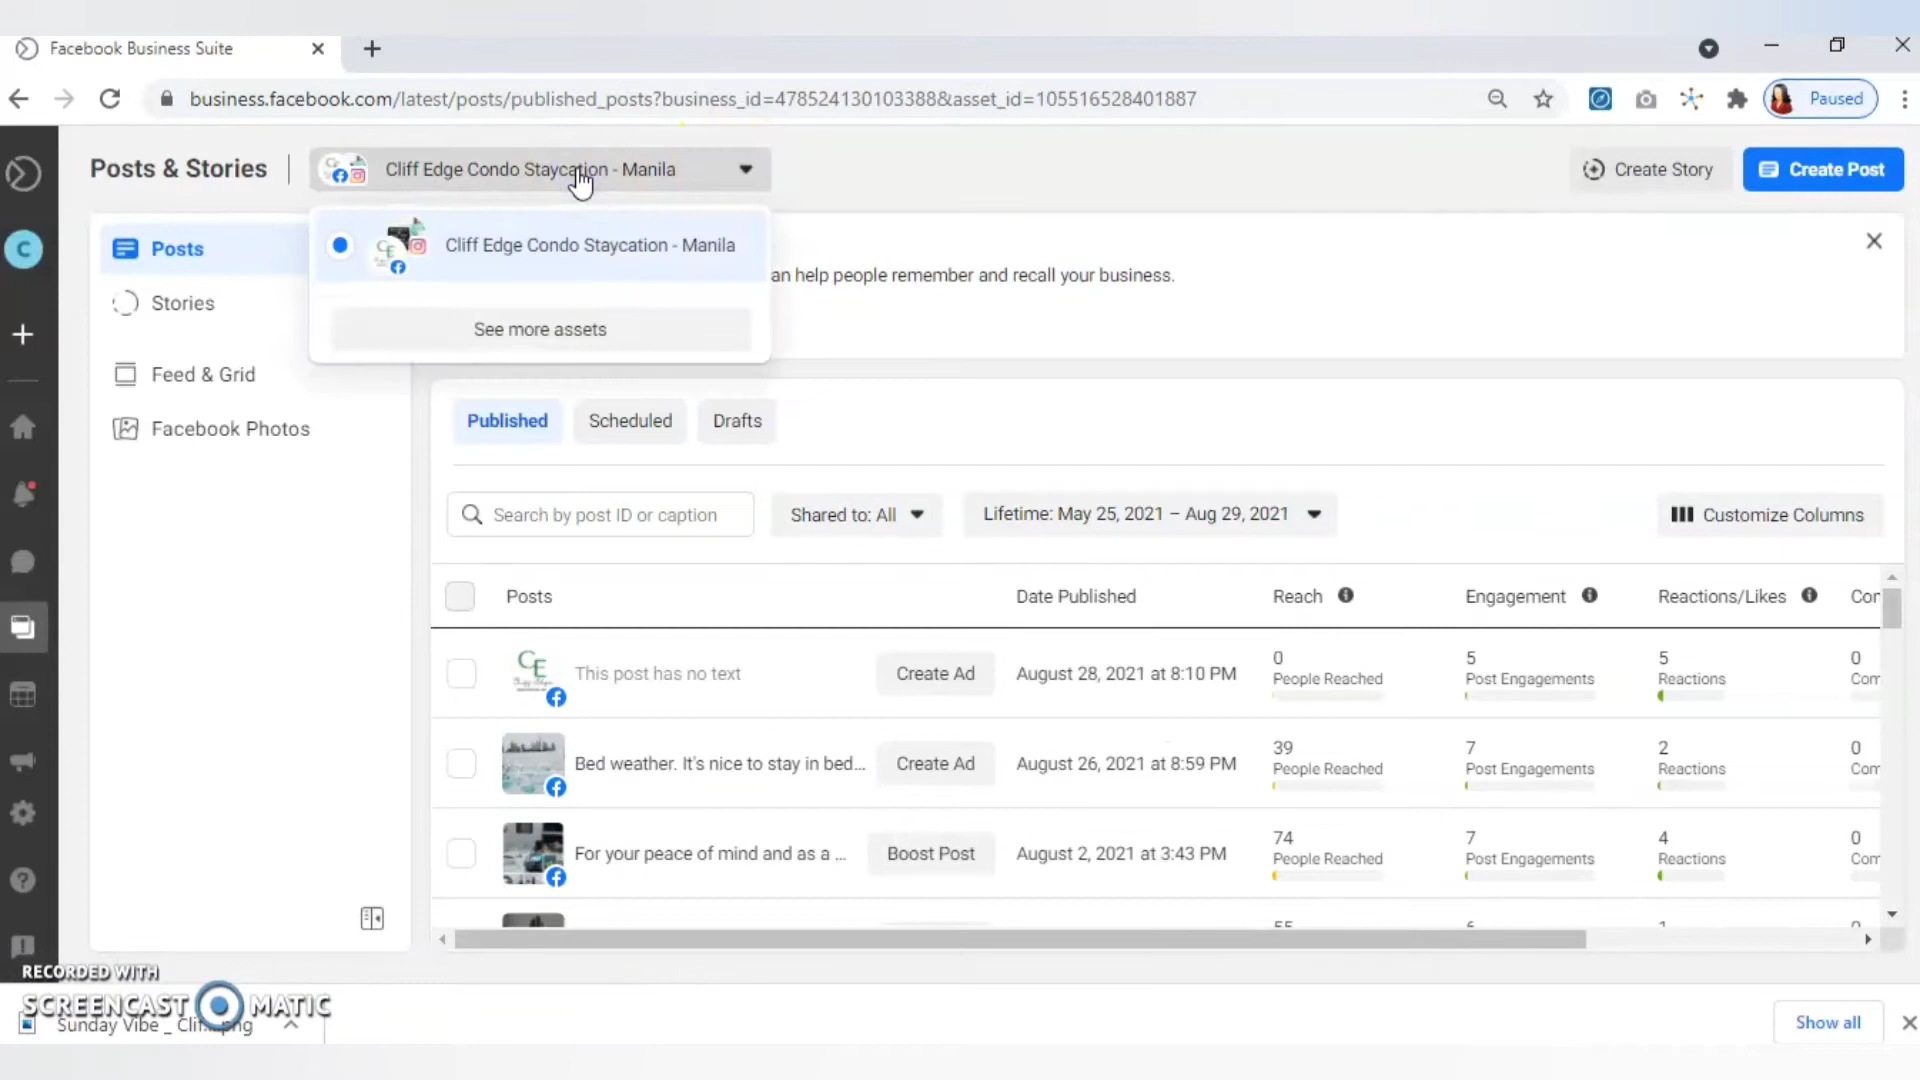 Facebook Business Suite
business.facebook.com/latest/posts/published_posts?business_id=478524130103388&asset_id=105516528401887
Paused
Posts & Stories
Cliff Edge Condo Staycation - Manila
Create Story
Create Post
C
Posts
Cliff Edge Condo Staycation - Manila
an help people remember and recall your business.
Stories
See more assets
Feed & Grid
Facebook Photos
Published
Scheduled
Drafts
Search by post ID or caption
Shared to: All
Lifetime: May 25, 2021 – Aug 29, 2021
Customize Columns
Posts
Date Published
Reach
Engagement
Reactions/Likes
Con
CE
This post has no text
Create Ad
August 28, 2021 at 8:10 PM
0
People Reached
5
Post Engagements
5
Reactions
0
Com
Bed weather. It's nice to stay in bed...
Create Ad
August 26, 2021 at 8:59 PM
39
People Reached
7
Post Engagements
2
Reactions
0
Com
For your peace of mind and as a ...
Boost Post
August 2, 2021 at 3:43 PM
74
People Reached
7
Post Engagements
4
Reactions
0
Com
RECORDED WITH
SCREENCAST MATIC
Sunday Vibe _ Clif....png
Show all